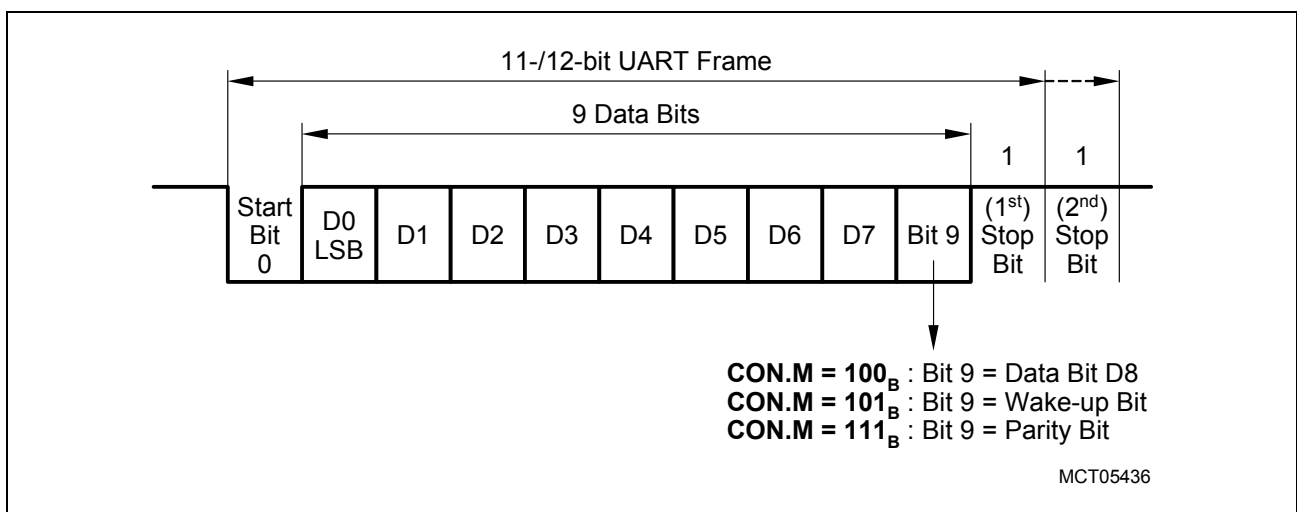 11-/12-bit UART Frame
9 Data Bits
1 1
Start Bit 0
D0 LSB
D1
D2
D3
D4
D5
D6
D7
Bit 9
(1st) Stop Bit
(2nd) Stop Bit
CON.M = 100B : Bit 9 = Data Bit D8
CON.M = 101B : Bit 9 = Wake-up Bit
CON.M = 111B : Bit 9 = Parity Bit
MCT05436